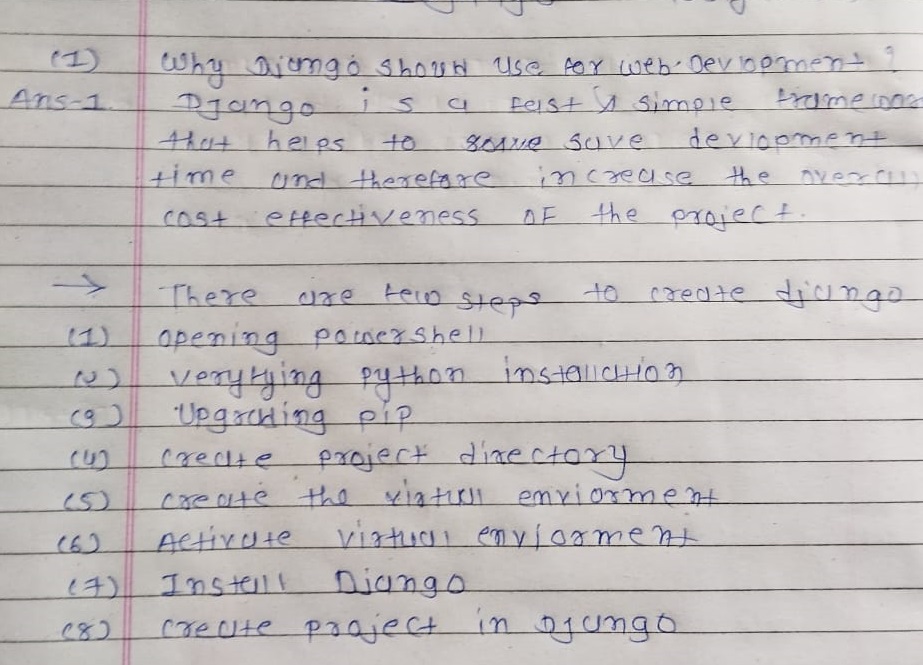 (1) Why Django should use for web Devlopment ?
Ans-1. Django is a fast & simple framewo
that helps to save devlopment
time and therefore increase the overall
cost effectiveness of the project.
→ There are few steps to create django
(1) opening powershell
(2) veryfying python installation
(3) Upgrading pip
(4) create project directory
(5) create the virtual enviorment
(6) Activate virtual enviorment
(7) Install Django
(8) create project in Django